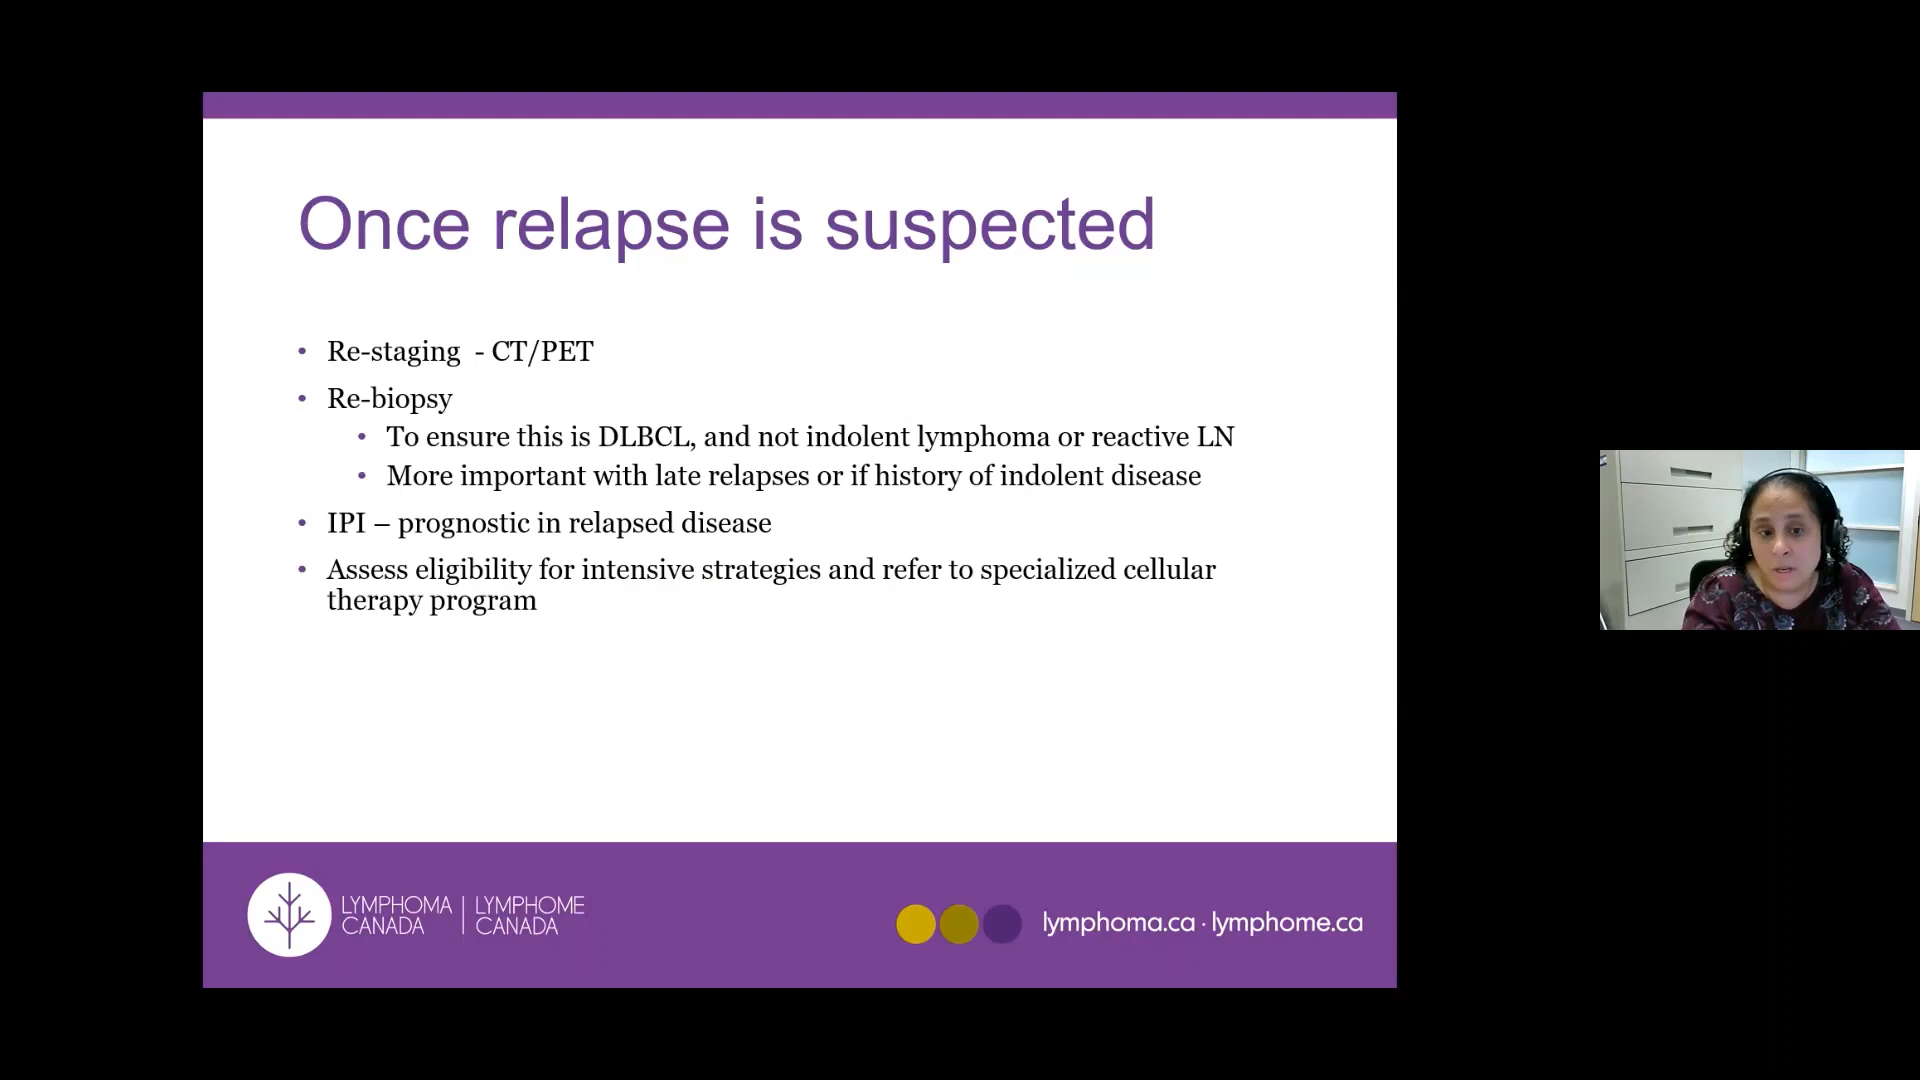 Once relapse is suspected
• Re-staging - CT/PET
• Re-biopsy
• To ensure this is DLBCL, and not indolent lymphoma or reactive LN
• More important with late relapses or if history of indolent disease
• IPI – prognostic in relapsed disease
• Assess eligibility for intensive strategies and refer to specialized cellular
therapy program
LYMPHOMA CANADA | LYMPHOME CANADA
lymphoma.ca · lymphome.ca